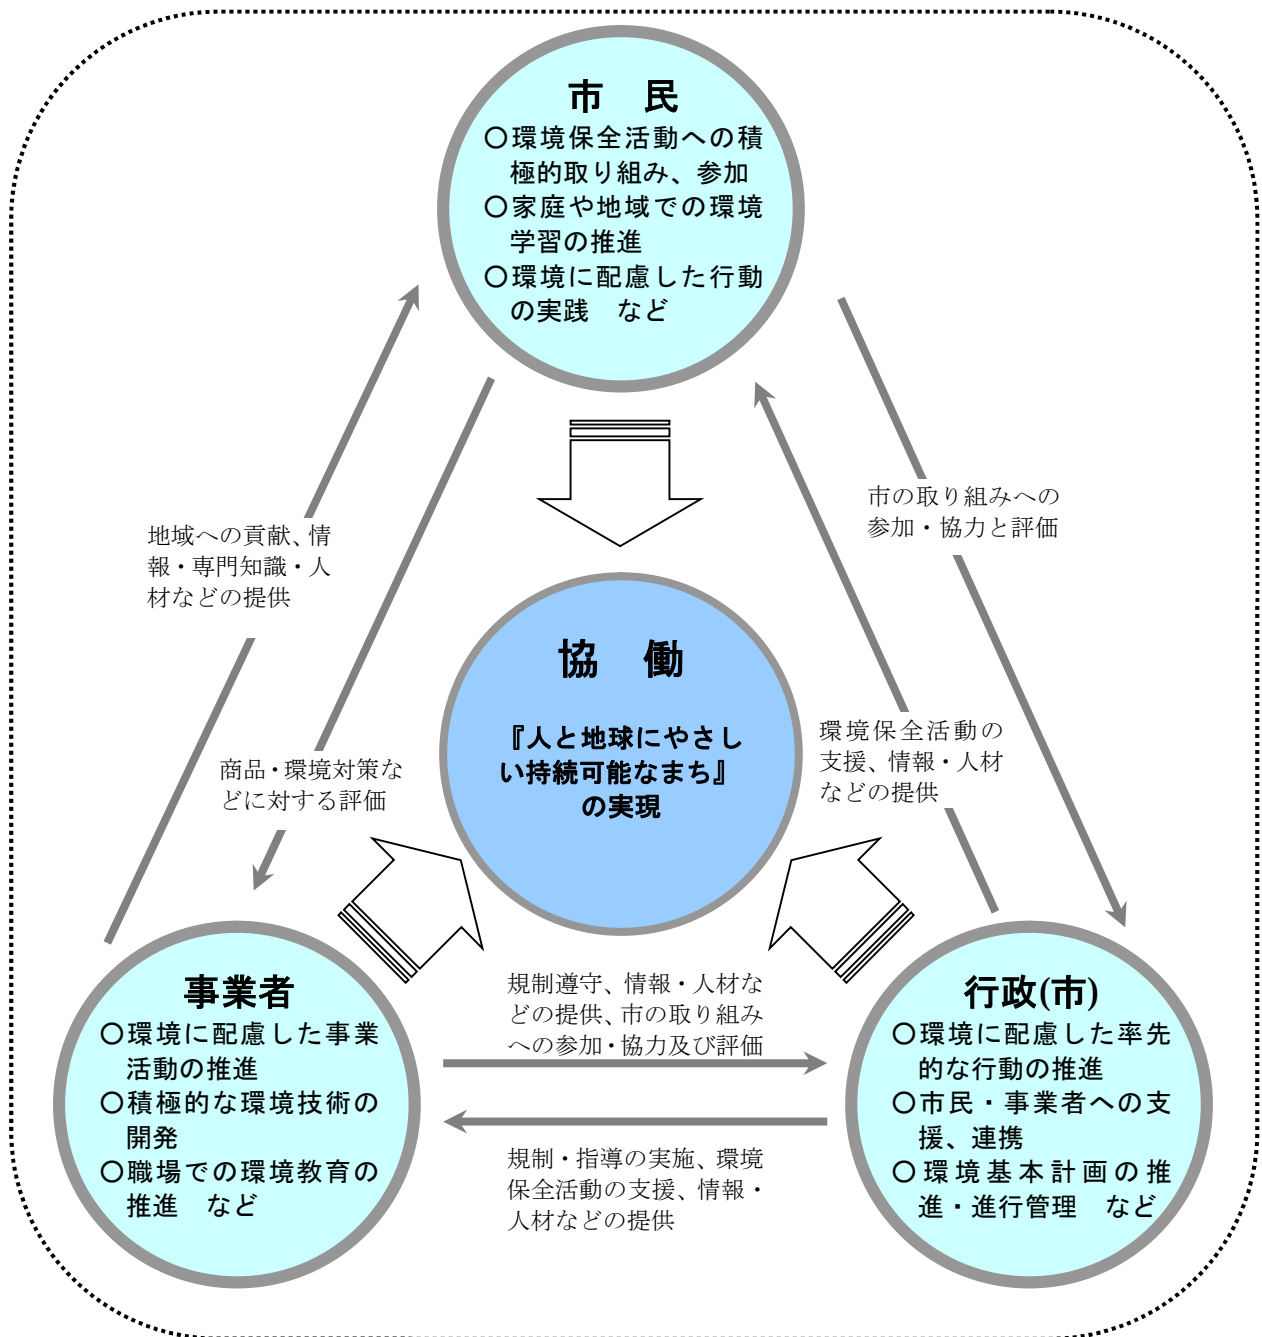 市　民
〇環境保全活動への積
極的取り組み、参加
〇家庭や地域での環境
学習の推進
〇環境に配慮した行動
の実践　など
市の取り組みへの
参加・協力と評価
地域への貢献、情
報・専門知識・人
材などの提供
協　働
『人と地球にやさし
い持続可能なまち』
の実現
環境保全活動の
支援、情報・人材
などの提供
商品・環境対策な
どに対する評価
事業者
〇環境に配慮した事業
活動の推進
〇積極的な環境技術の
開発
〇職場での環境教育の
推進　など
規制遵守、情報・人材な
どの提供、市の取り組み
への参加・協力及び評価
規制・指導の実施、環境
保全活動の支援、情報・
人材などの提供
行政(市)
〇環境に配慮した率先
的な行動の推進
〇市民・事業者への支
援、連携
〇環境基本計画の推
進・進行管理　など